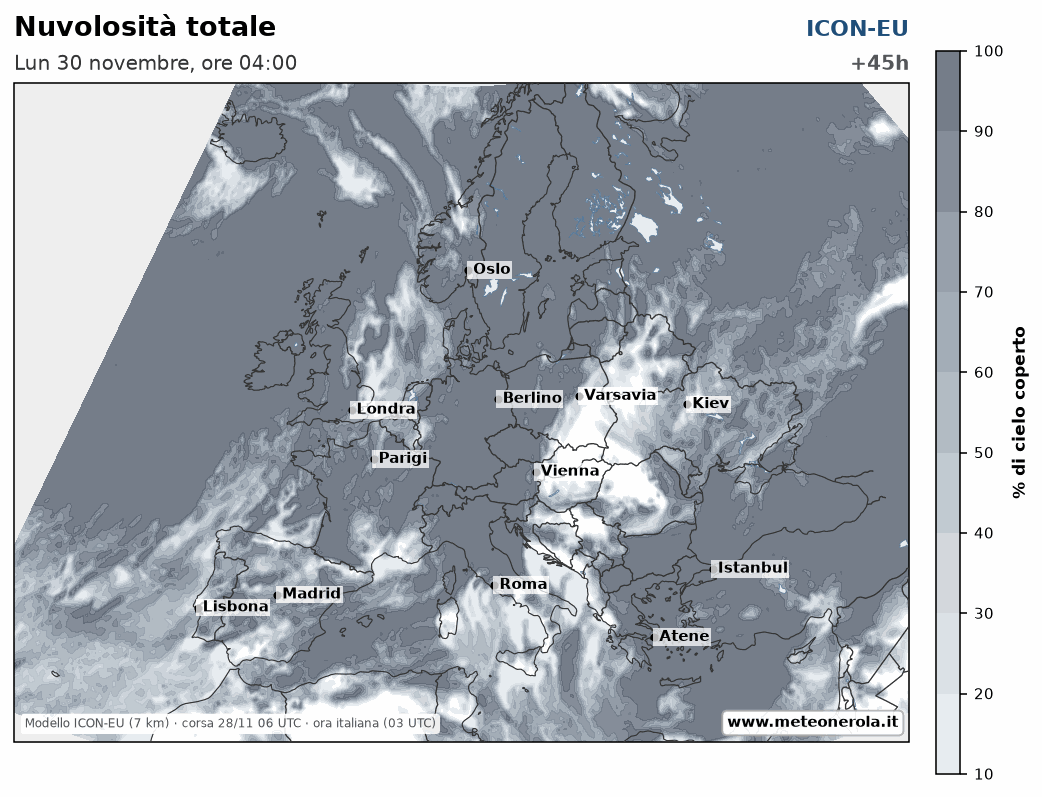 Nuvolosità totale
ICON-EU
Lun 30 novembre, ore 04:00
+45h
100
90
80
70
60
50
40
30
20
10
% di cielo coperto
Oslo
Berlino
Varsavia
Kiev
Londra
Parigi
Vienna
Istanbul
Roma
Madrid
Lisbona
Atene
Modello ICON-EU (7 km) · corsa 28/11 06 UTC · ora italiana (03 UTC)
www.meteonerola.it